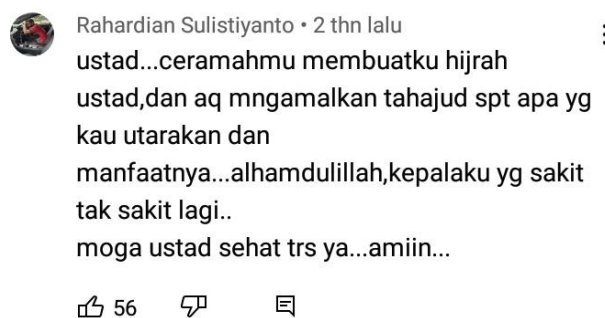 Rahardian Sulistiyanto • 2 thn lalu
ustad...ceramahmu membuatku hijrah
ustad,dan aq mngamalkan tahajud spt apa yg
kau utarakan dan
manfaatnya...alhamdulillah,kepalaku yg sakit
tak sakit lagi..
moga ustad sehat trs ya...amiin...
56